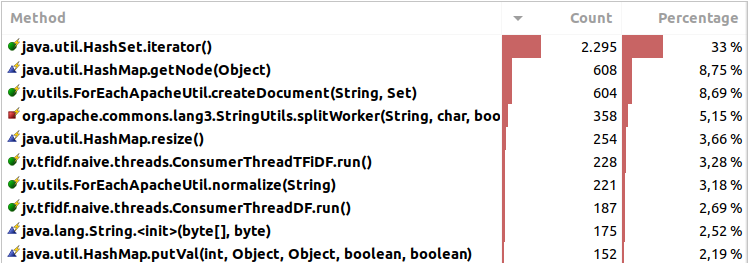 Method Count Percentage
java.util.HashSet.iterator() 2.295 33 %
java.util.HashMap.getNode(Object) 608 8,75 %
jv.utils.ForEachApacheUtil.createDocument(String, Set) 604 8,69 %
org.apache.commons.lang3.StringUtils.splitWorker(String, char, boo 358 5,15 %
java.util.HashMap.resize() 254 3,66 %
jv.tfidf.naive.threads.ConsumerThreadTFiDF.run() 228 3,28 %
jv.utils.ForEachApacheUtil.normalize(String) 221 3,18 %
jv.tfidf.naive.threads.ConsumerThreadDF.run() 187 2,69 %
java.lang.String.<init>(byte[], byte) 175 2,52 %
java.util.HashMap.putVal(int, Object, Object, boolean, boolean) 152 2,19 %